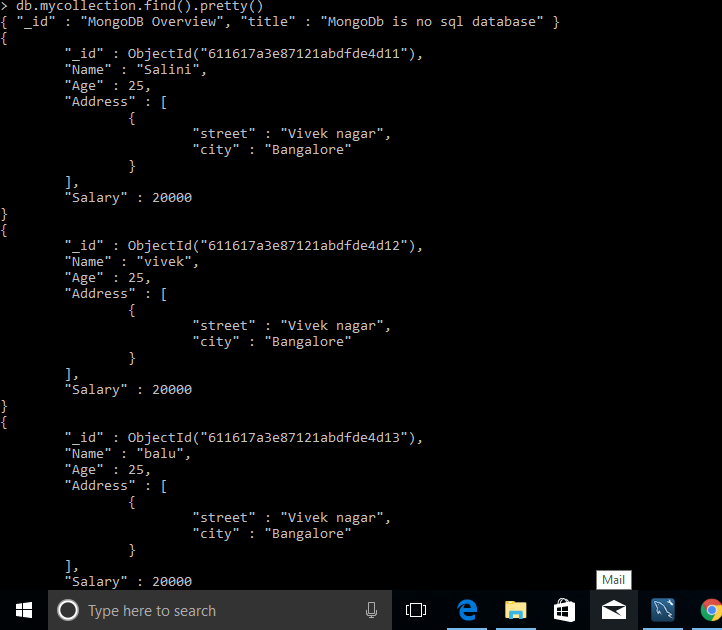 > db.mycollection.find().pretty()
{ "_id" : "MongoDB Overview", "title" : "MongoDb is no sql database" }
{
"_id" : ObjectId("611617a3e87121abdfde4d11"),
"Name" : "Salini",
"Age" : 25,
"Address" : [
{
"street" : "Vivek nagar",
"city" : "Bangalore"
}
],
"Salary" : 20000
}
{
"_id" : ObjectId("611617a3e87121abdfde4d12"),
"Name" : "vivek",
"Age" : 25,
"Address" : [
{
"street" : "Vivek nagar",
"city" : "Bangalore"
}
],
"Salary" : 20000
}
{
"_id" : ObjectId("611617a3e87121abdfde4d13"),
"Name" : "balu",
"Age" : 25,
"Address" : [
{
"street" : "Vivek nagar",
"city" : "Bangalore"
}
],
"Salary" : 20000
Mail
Type here to search